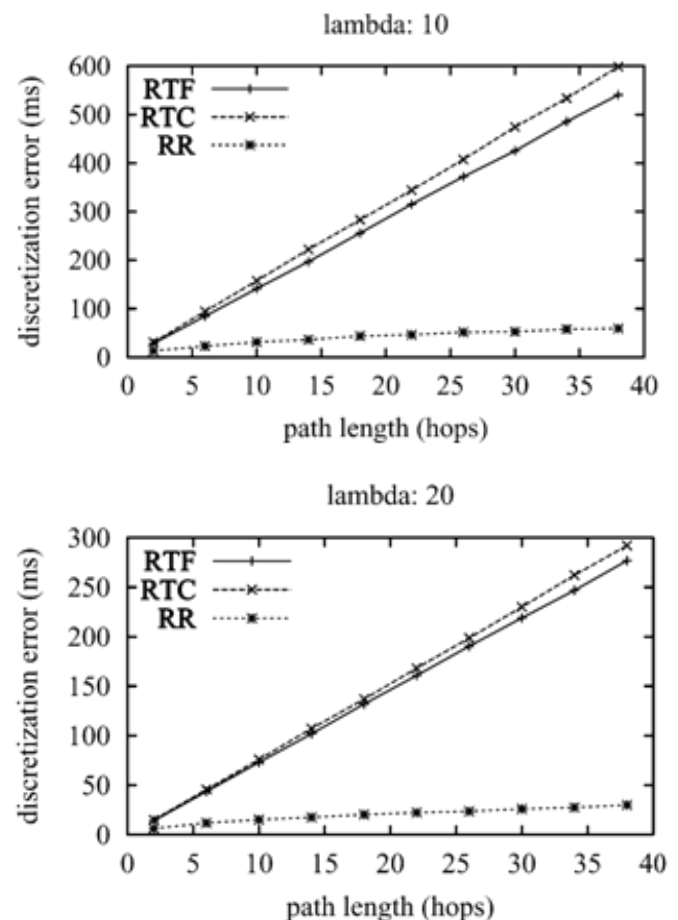 lambda: 10
discretization error (ms)
600
500
400
300
200
100
0
RTF
RTC
RR
0 5 10 15 20 25 30 35 40
path length (hops)
lambda: 20
discretization error (ms)
300
250
200
150
100
50
0
RTF
RTC
RR
0 5 10 15 20 25 30 35 40
path length (hops)